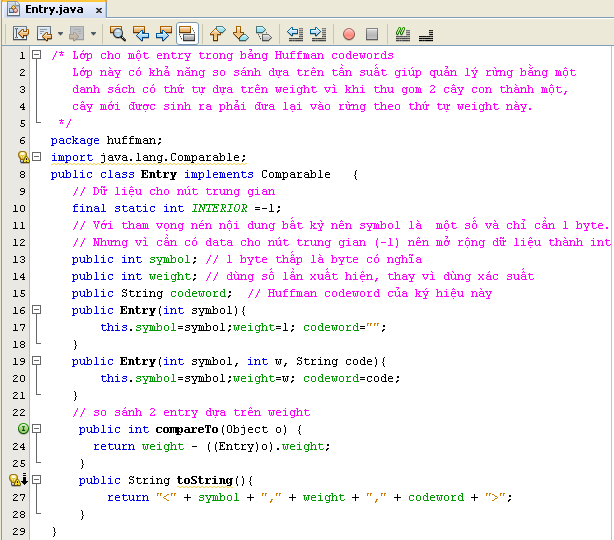 Entry.java x
1 /* Lớp cho một entry trong bảng Huffman codewords
2 Lớp này có khả năng so sánh dựa trên tần suất giúp quản lý rừng bằng một
3 danh sách có thứ tự dựa trên weight vì khi thu gom 2 cây con thành một,
4 cây mới được sinh ra phải đưa lại vào rừng theo thứ tự weight này.
5 */
6 package huffman;
import java.lang.Comparable;
8 public class Entry implements Comparable {
9 // Dữ liệu cho nút trung gian
10 final static int INTERIOR =-1;
11 // Với tham vọng nén nội dung bất kỳ nên symbol là một số và chỉ cần 1 byte.
12 // Nhưng vì cần có data cho nút trung gian (-1) nên mở rộng dữ liệu thành int
13 public int symbol; // 1 byte thấp là byte có nghĩa
14 public int weight; // dùng số lần xuất hiện, thay vì dùng xác suất
15 public String codeword; // Huffman codeword của ký hiệu này
16 public Entry(int symbol){
17 this.symbol=symbol;weight=1; codeword="";
18 }
19 public Entry(int symbol, int w, String code){
20 this.symbol=symbol;weight=w; codeword=code;
21 }
22 // so sánh 2 entry dựa trên weight
public int compareTo(Object o) {
24 return weight - ((Entry)o).weight;
25 }
public String toString(){
27 return "<" + symbol + "," + weight + "," + codeword + ">";
28 }
29 }